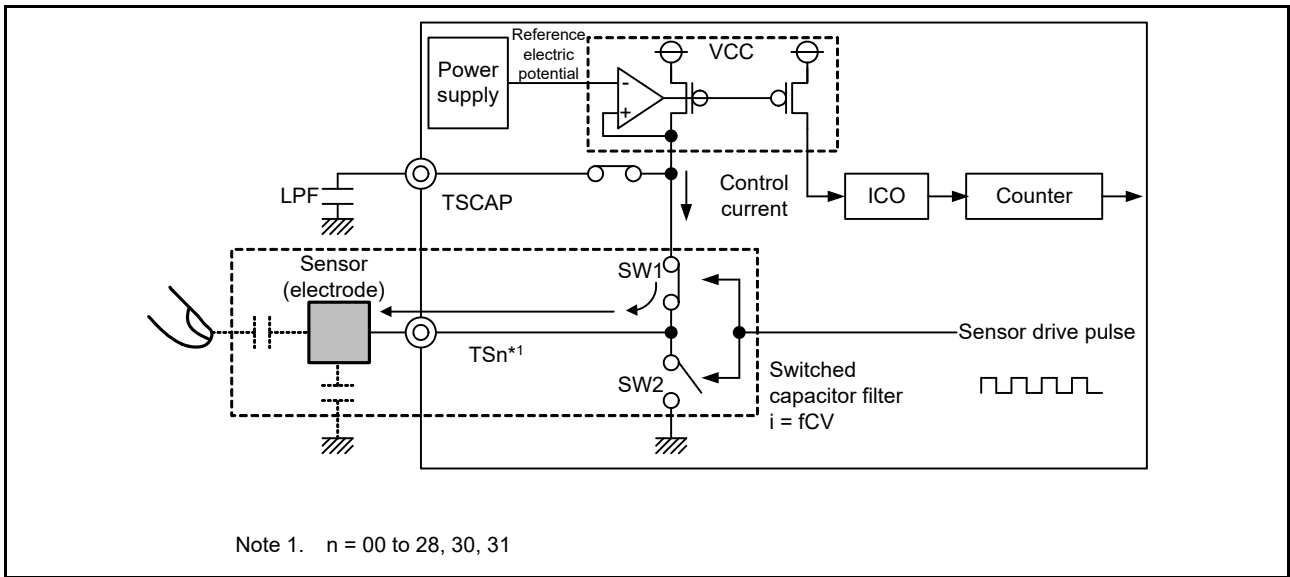 Reference
electric
potential
VCC
Power
supply
-
+
LPF
TSCAP
Control
current
ICO
Counter
Sensor
(electrode)
SW1
TSn*1
Sensor drive pulse
SW2
Switched
capacitor filter
i = fCV
Note 1. n = 00 to 28, 30, 31